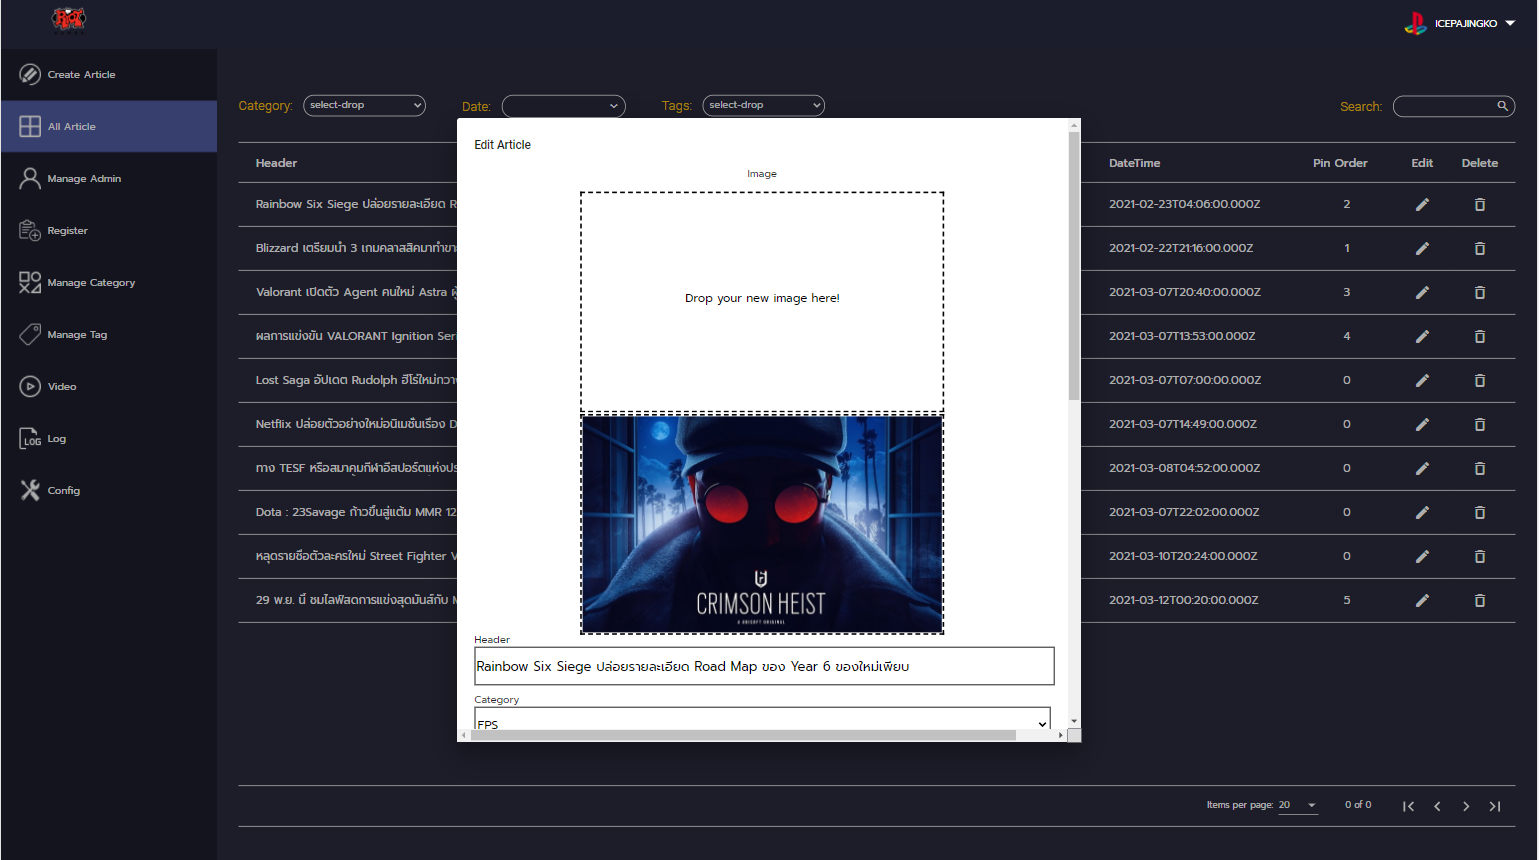 RiOT
ICEPAJINGKO
Create Article
All Article
Manage Admin
Register
Manage Category
Manage Tag
Video
Log
Config
Category: select-drop Date: Tags: select-drop Search:
Header DateTime Pin Order Edit Delete
Rainbow Six Siege ปล่อยรายละเอียด R 2021-02-23T04:06:00.000Z 2
Blizzard เตรียมนำ 3 เกมคลาสสิคมาทำขา 2021-02-22T21:16:00.000Z 1
Valorant เปิดตัว Agent คนใหม่ Astra ผู้ 2021-03-07T20:40:00.000Z 3
ผลการแข่งขัน VALORANT Ignition Seri 2021-03-07T13:53:00.000Z 4
Lost Saga อัปเดต Rudolph ฮีโร่ใหม่กวาง 2021-03-07T07:00:00.000Z 0
Netflix ปล่อยตัวอย่างใหม่อนิเมชั่นเรื่อง D 2021-03-07T14:49:00.000Z 0
ทาง TESF หรือสมาคมกีฬาอีสปอร์ตแห่งปร 2021-03-08T04:52:00.000Z 0
Dota : 23Savage ก้าวขึ้นสู่แต้ม MMR 12 2021-03-07T22:02:00.000Z 0
หลุดรายชื่อตัวละครใหม่ Street Fighter V 2021-03-10T20:24:00.000Z 0
29 พ.ย. นี้ ชมไลฟ์สดการแข่งสุดมันส์กับ M 2021-03-12T00:20:00.000Z 5
Edit Article
Image
Drop your new image here!
CRIMSON HEIST
A UBISOFT ORIGINAL
Header
Rainbow Six Siege ปล่อยรายละเอียด Road Map ของ Year 6 ของใหม่เพียบ
Category
FPS
Items per page: 20 0 of 0